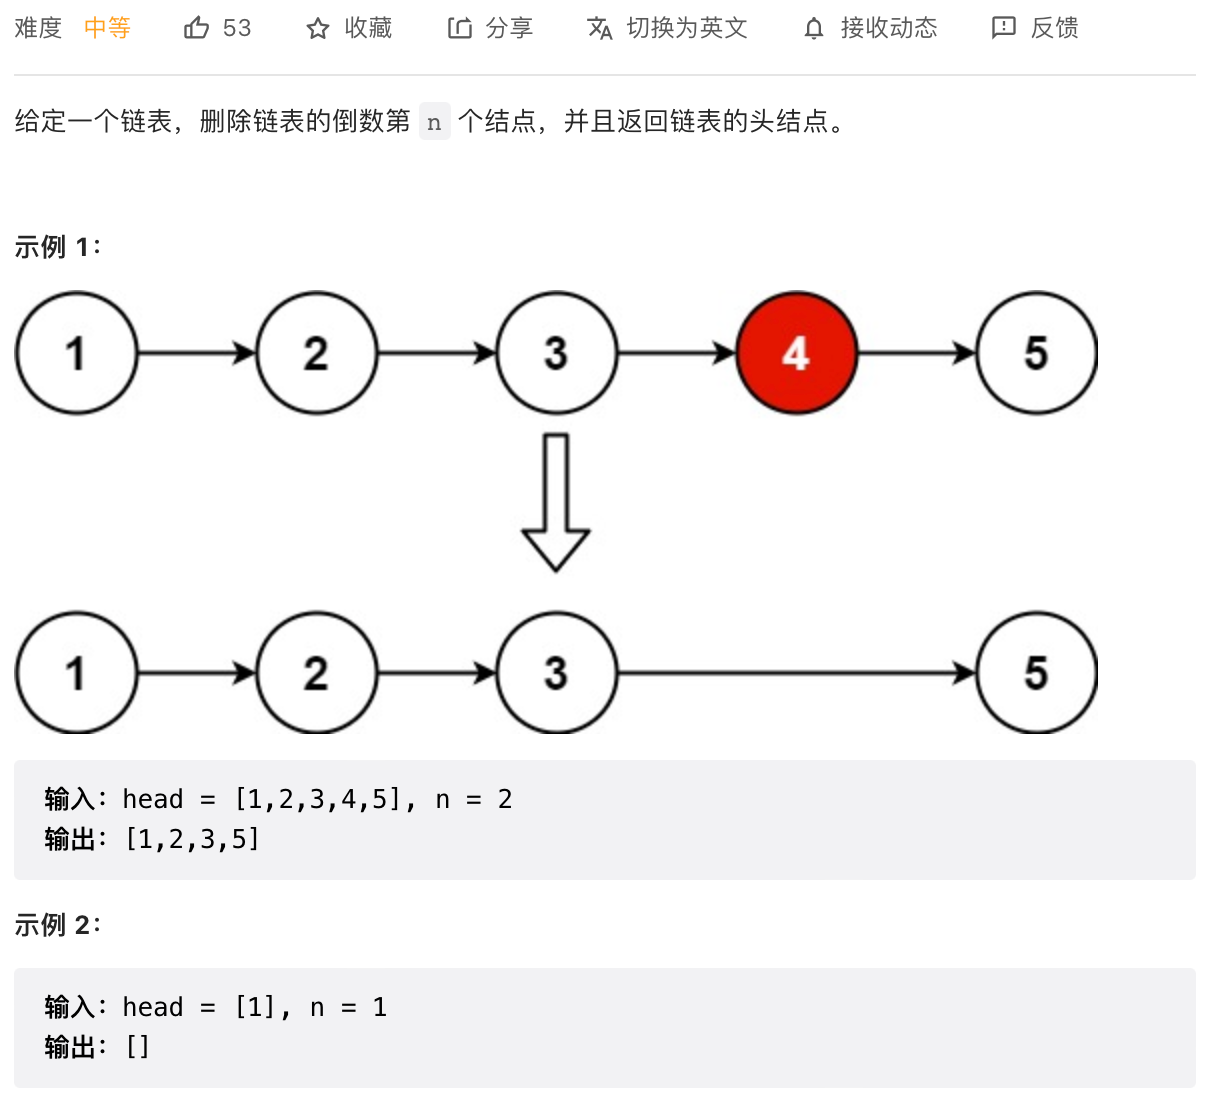 难度 中等 53 收藏 分享 切换为英文 接收动态 反馈
给定一个链表，删除链表的倒数第 n 个结点，并且返回链表的头结点。
示例 1：
1 2 3 4 5
1 2 3 5
输入：head = [1,2,3,4,5], n = 2
输出：[1,2,3,5]
示例 2：
输入：head = [1], n = 1
输出：[]